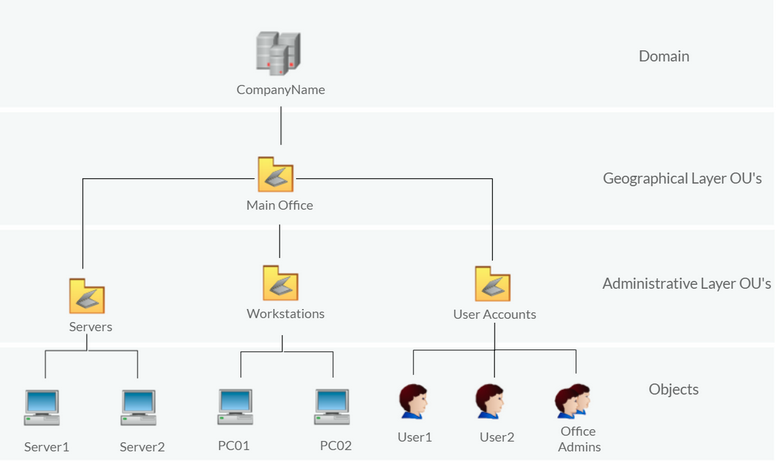 Domain
CompanyName
Geographical Layer OU's
Main Office
Administrative Layer OU's
Servers
Workstations
User Accounts
Objects
Server1
Server2
PC01
PC02
User1
User2
Office
Admins